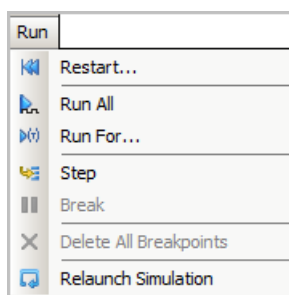 Run
Restart...
Run All
Run For...
Step
Break
Delete All Breakpoints
Relaunch Simulation